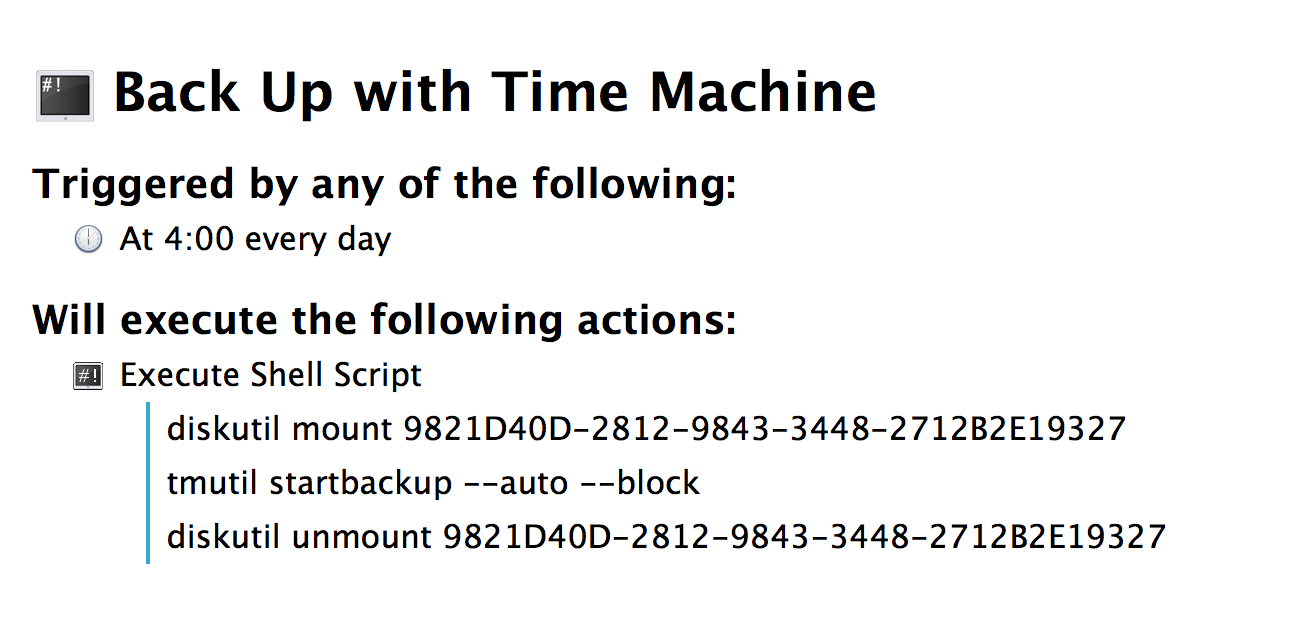 #! Back Up with Time Machine
Triggered by any of the following:
At 4:00 every day
Will execute the following actions:
#! Execute Shell Script
diskutil mount 9821D40D-2812-9843-3448-2712B2E19327
tmutil startbackup --auto --block
diskutil unmount 9821D40D-2812-9843-3448-2712B2E19327